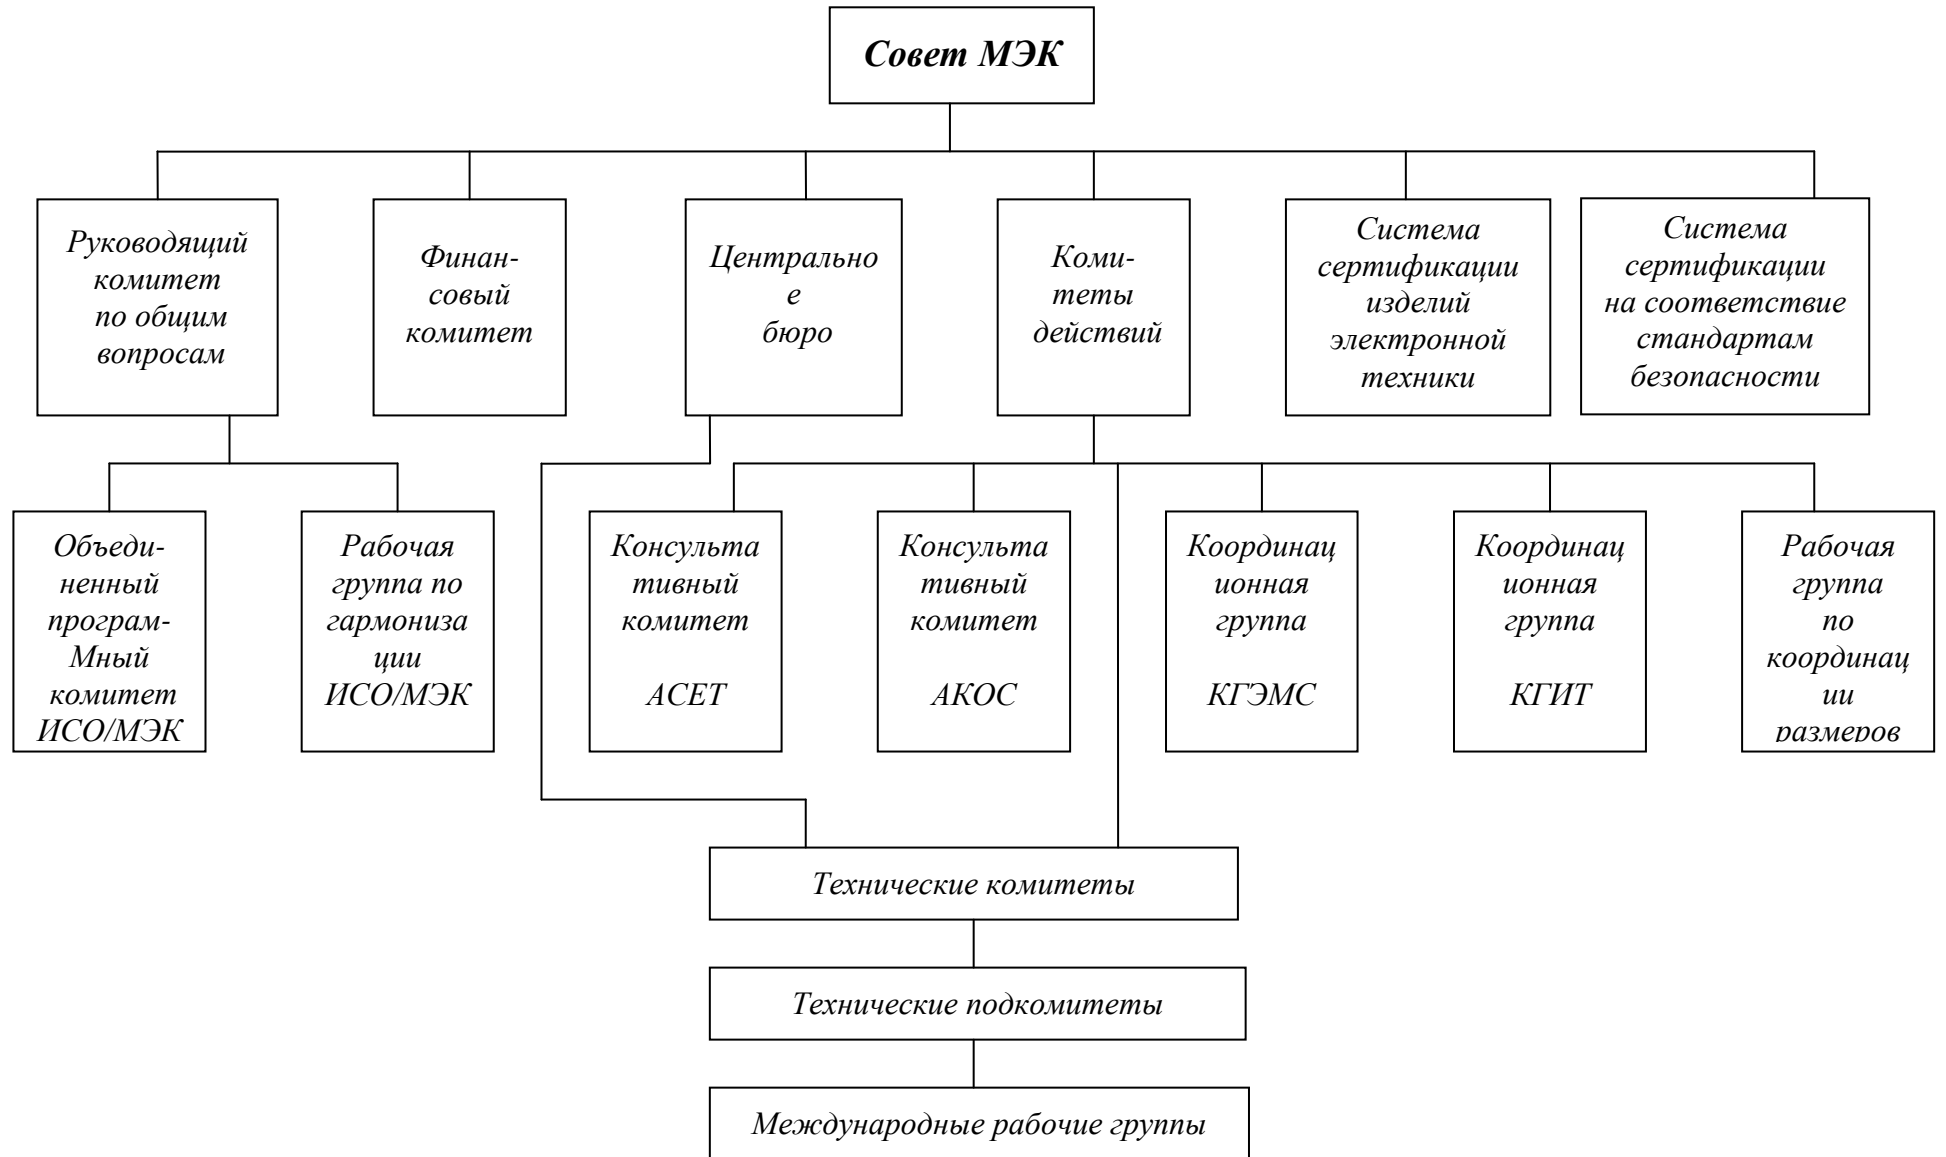 Совет МЭК
Руководящий
комитет
по общим
вопросам
Финан-
совый
комитет
Центрально
е
бюро
Коми-
теты
действий
Система
сертификации
изделий
электронной
техники
Система
сертификации
на соответствие
стандартам
безопасности
Объеди-
ненный
програм-
Мный
комитет
ИСО/МЭК
Рабочая
группа по
гармониза
ции
ИСО/МЭК
Консульта
тивный
комитет
АСЕТ
Консульта
тивный
комитет
АКОС
Координац
ионная
группа
КГЭМС
Координац
ионная
группа
КГИТ
Рабочая
группа
по
координац
ии
размеров
Технические комитеты
Технические подкомитеты
Международные рабочие группы